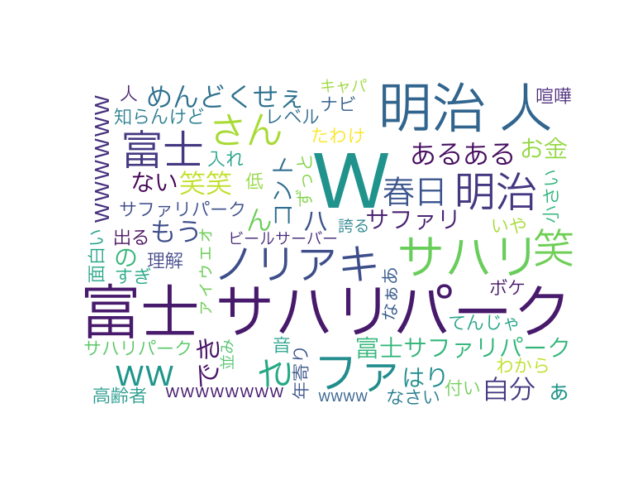 キャパ
人
めんどくせぇ
明治 人
喧嘩
wwwwwwww
知らんけど
レベル
ナビ
さん
たわけ
富士
入れ
w
あるある
お金
ない
笑笑
低
コント
ずっと
春日
明治
小さい
サファリパーク
ん
ハ
サファリ
いや
出る
もう
ビールサーバー
誇る
笑
面白い
の
理解
アイウエオ
ノリアキ
なぁあ
サハリ
すぎ
ボケ
富士 サハリパーク
てんじゃ
サハリパーク
でき
並み
音
富士サファリパーク
ww
れ
年寄り
ファ
はり
わから
高齢者
wwwwwwwww
wwww
なさい
付い
自分
ぁ